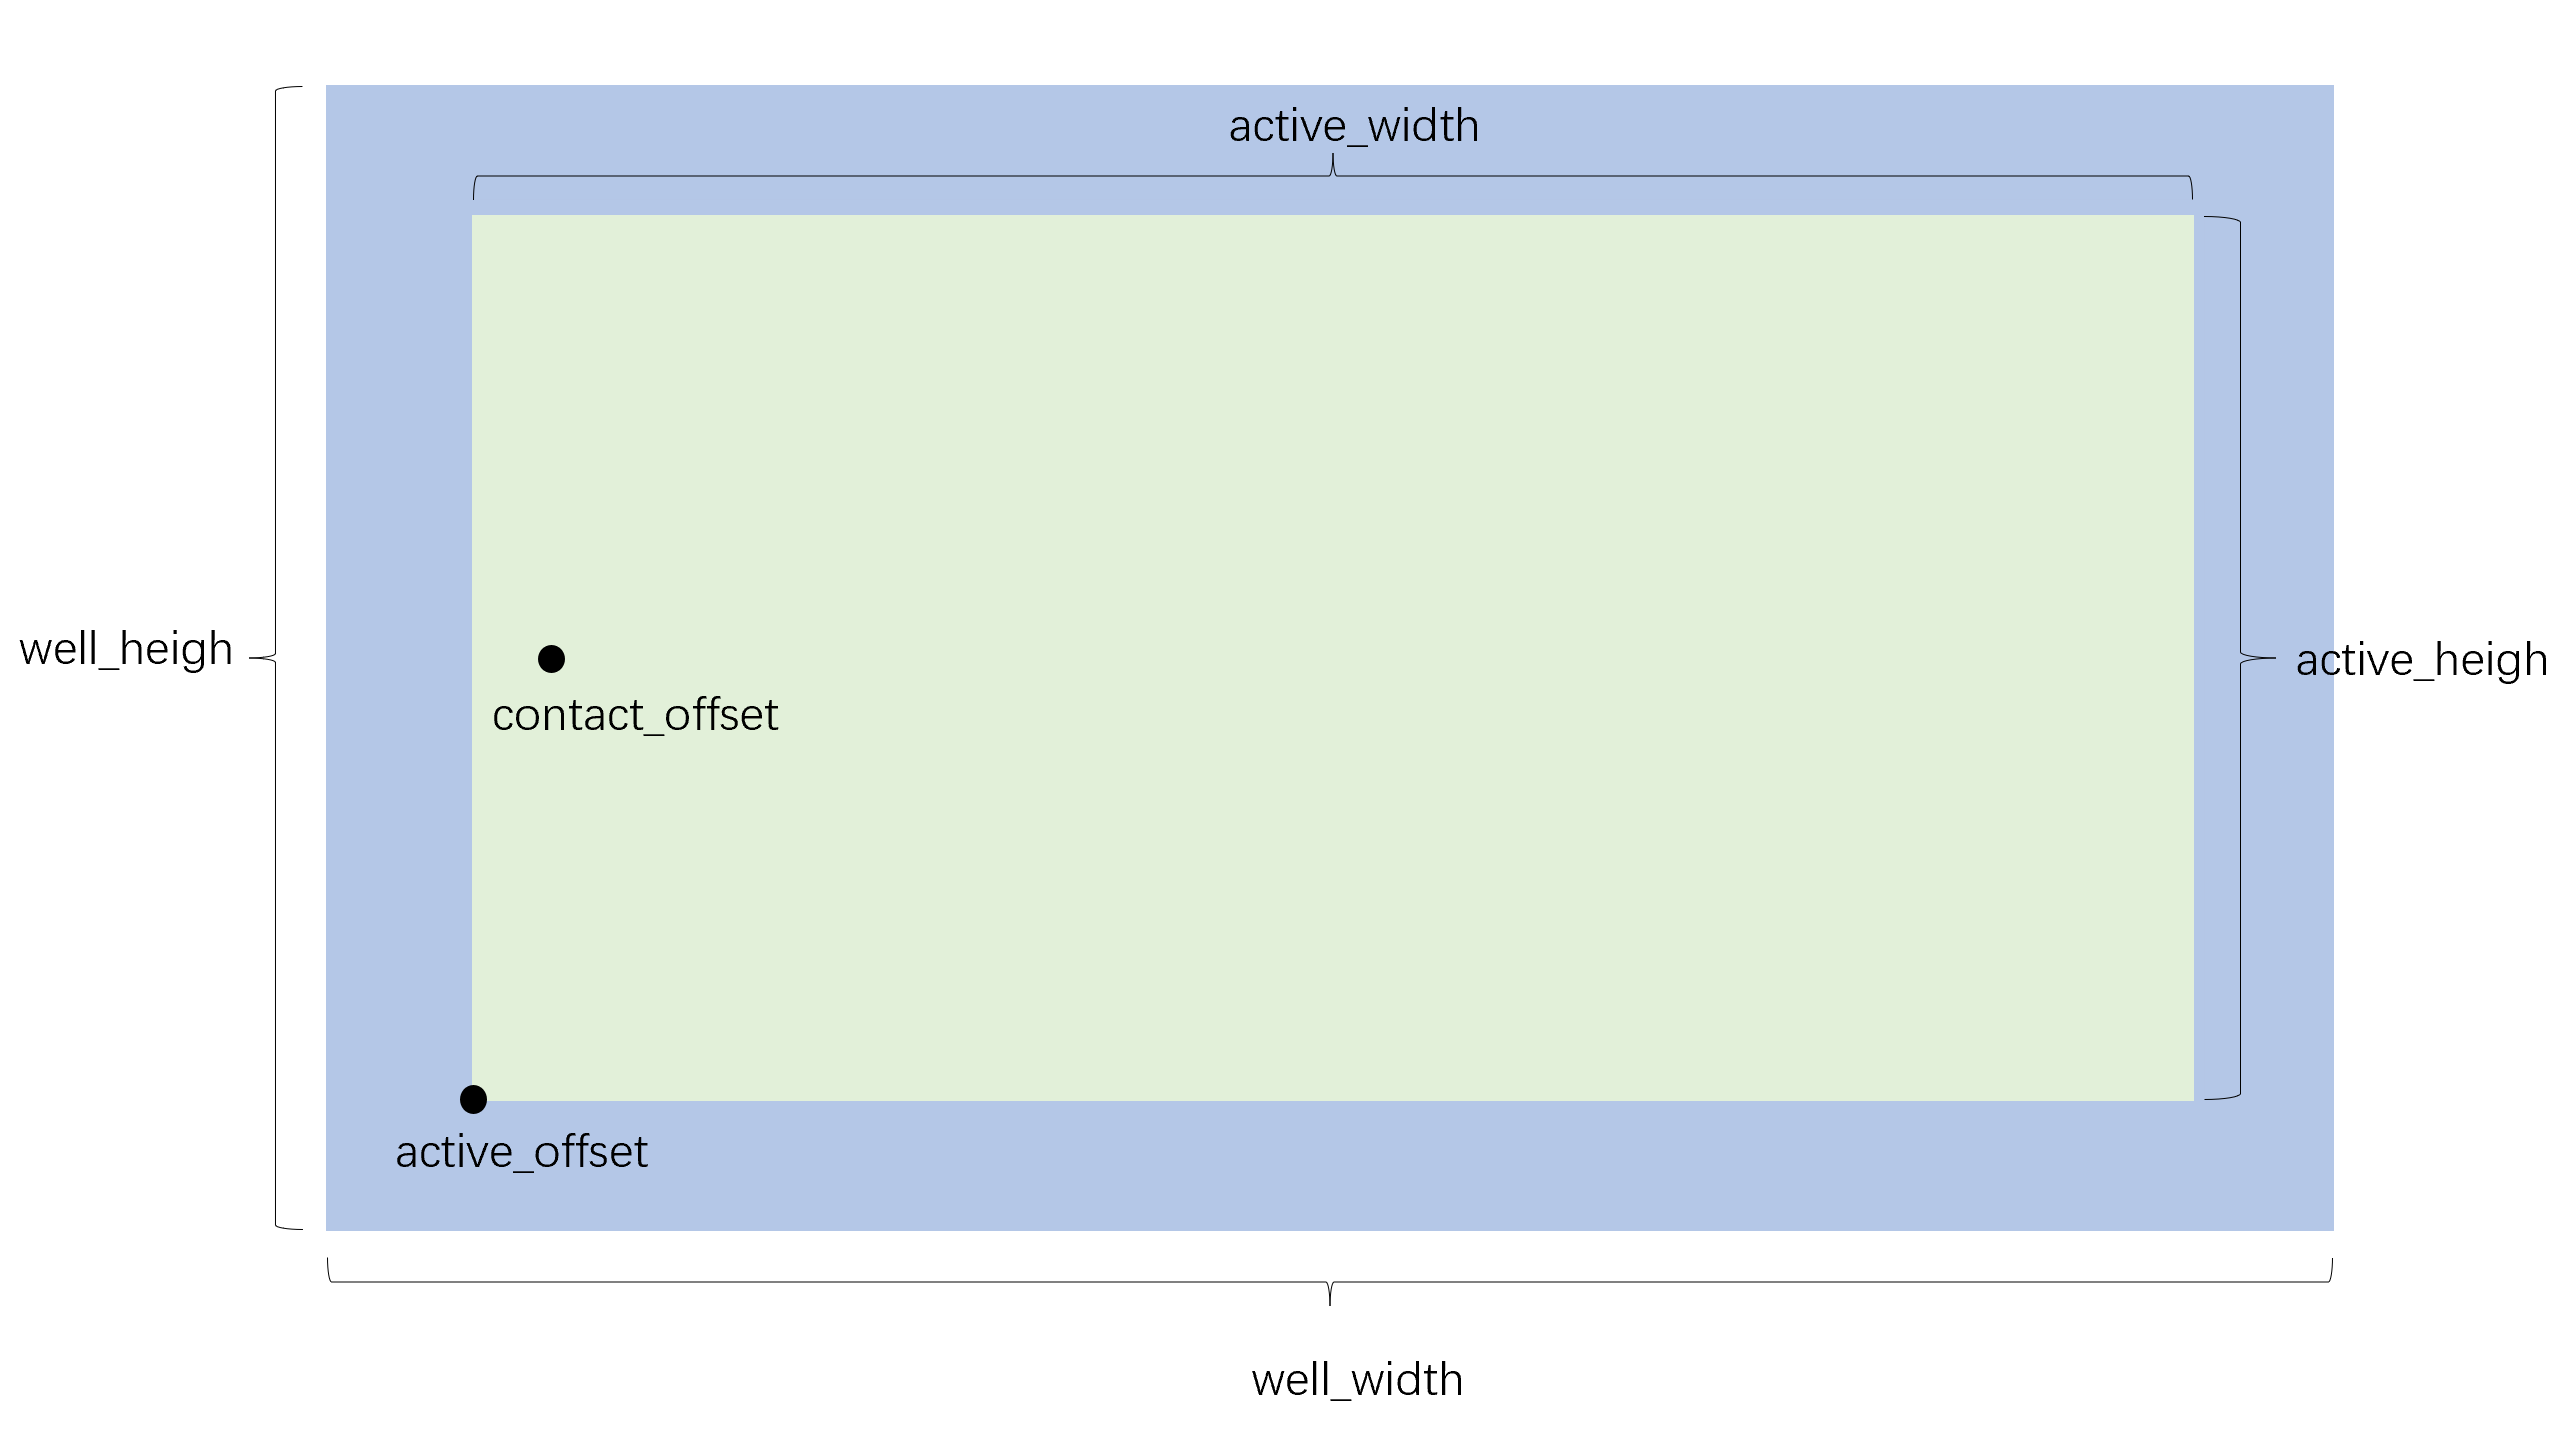 active_width
well_heigh
active_heigh
contact_offset
active_offset
well_width